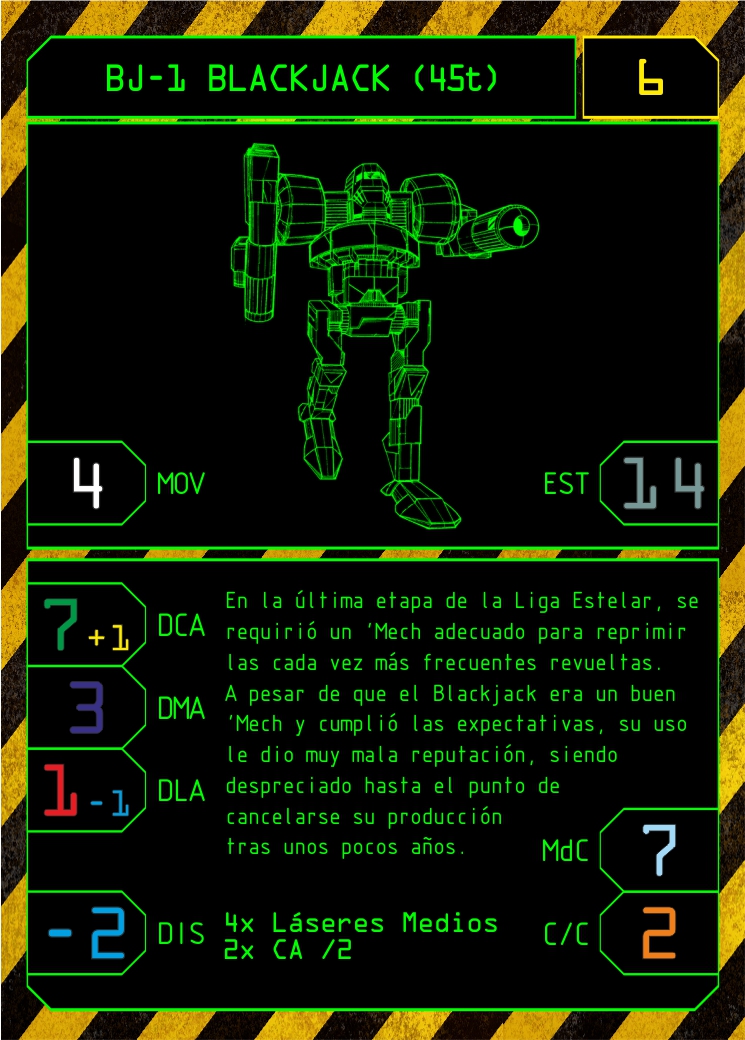 BJ-1 BLACKJACK (45t)
6
4 MOV
EST 14
7 +1 DCA
3 DMA
1 -1 DLA
En la última etapa de la Liga Estelar, se
requirió un 'Mech adecuado para reprimir
las cada vez más frecuentes revueltas.
A pesar de que el Blackjack era un buen
'Mech y cumplió las expectativas, su uso
le dio muy mala reputación, siendo
despreciado hasta el punto de
cancelarse su producción
tras unos pocos años.
MdC 7
-2 DIS
4x Láseres Medios
2x CA /2
C/C 2